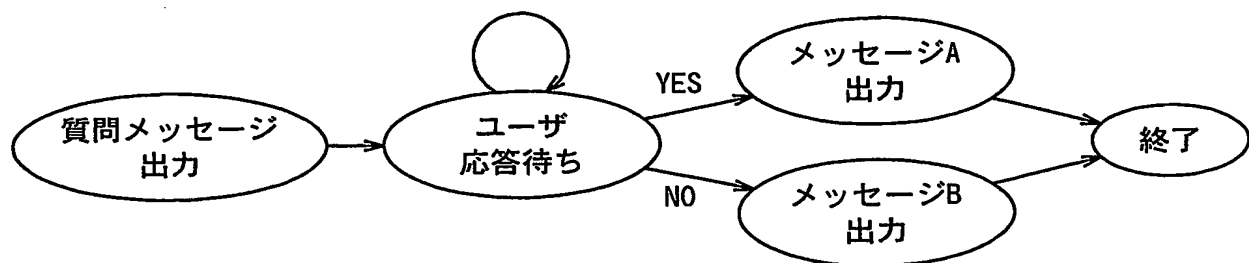 質問メッセージ
出力
ユーザ
応答待ち
YES
NO
メッセージA
出力
メッセージB
出力
終了